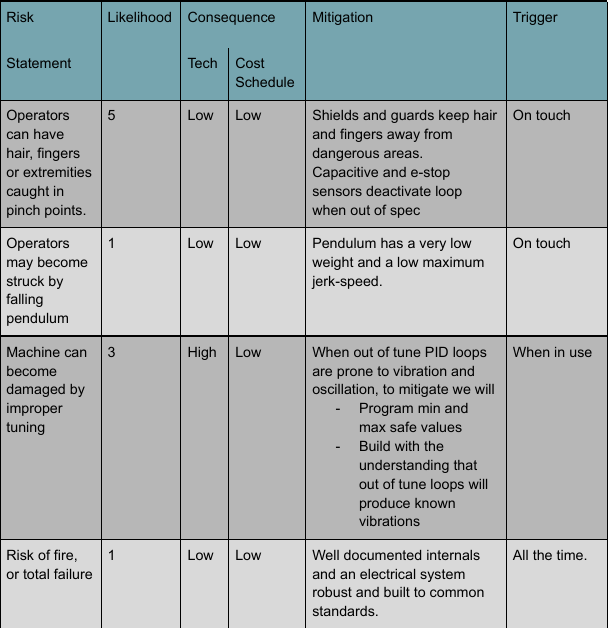 Risk
Statement
Likelihood
Consequence
Tech
Cost
Schedule
Mitigation
Trigger
Operators
can have
hair, fingers
or extremities
caught in
pinch points.
5
Low
Low
Shields and guards keep hair
and fingers away from
dangerous areas.
Capacitive and e-stop
sensors deactivate loop
when out of spec
On touch
Operators
may become
struck by
falling
pendulum
1
Low
Low
Pendulum has a very low
weight and a low maximum
jerk-speed.
On touch
Machine can
become
damaged by
improper
tuning
3
High
Low
When out of tune PID loops
are prone to vibration and
oscillation, to mitigate we will
- Program min and
max safe values
- Build with the
understanding that
out of tune loops will
produce known
vibrations
When in use
Risk of fire,
or total failure
1
Low
Low
Well documented internals
and an electrical system
robust and built to common
standards.
All the time.